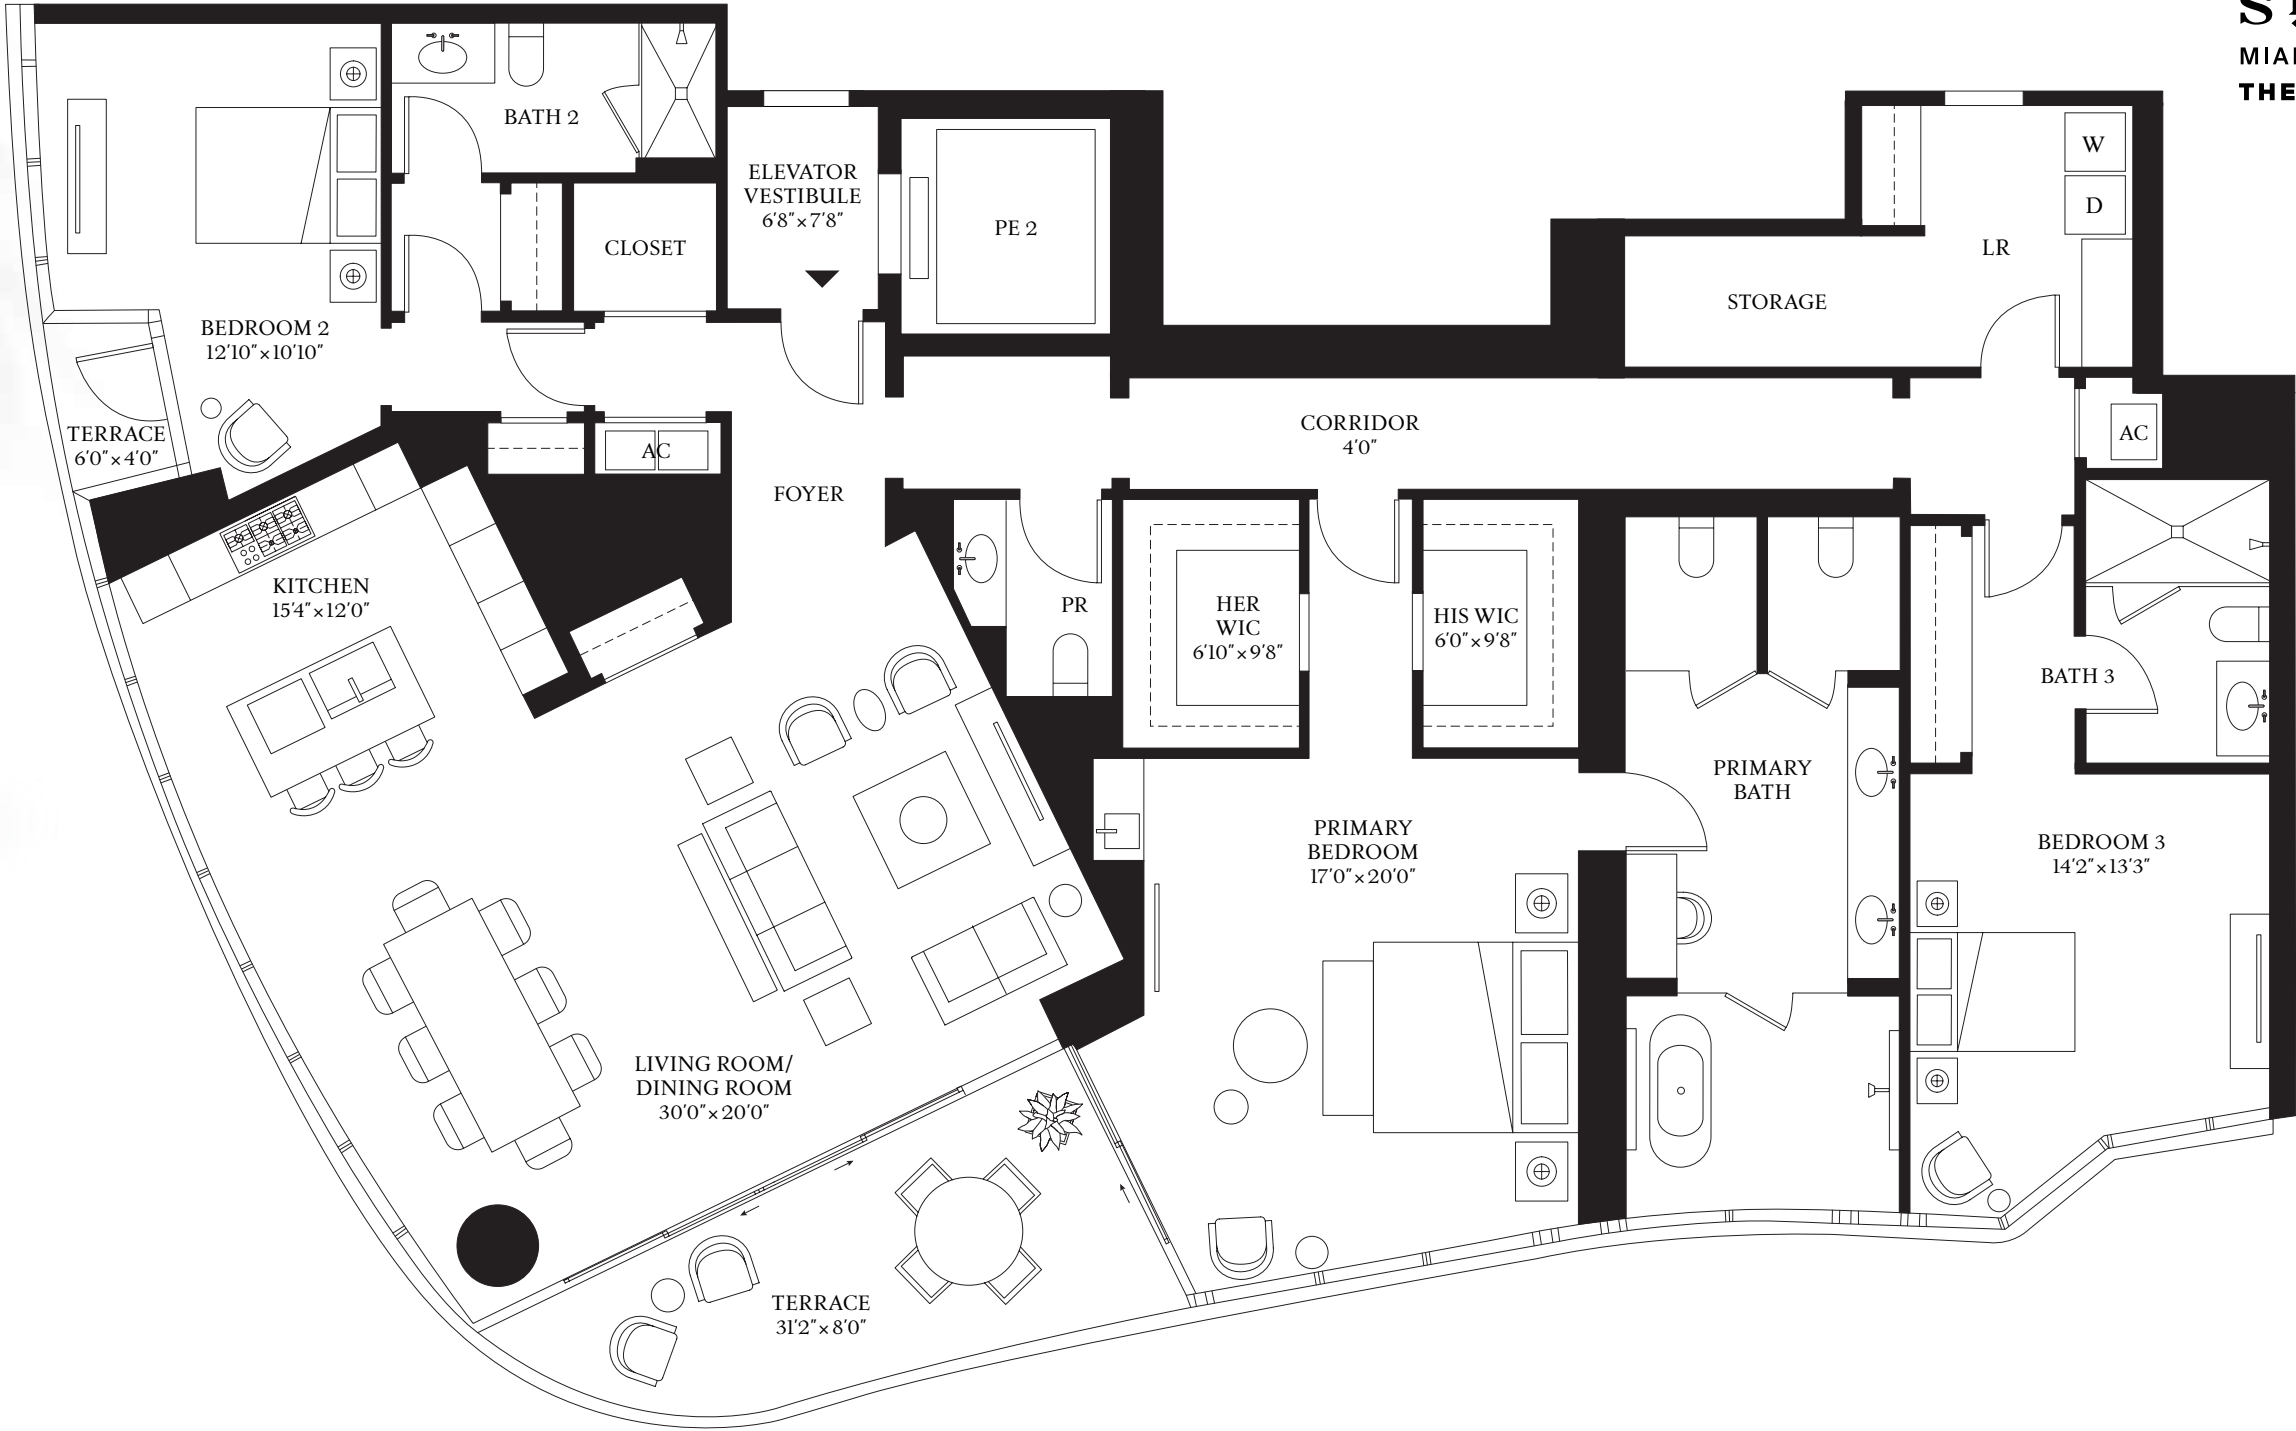 MIA
THE
BATH 2
ELEVATOR
VESTIBULE
6'8"×7'8"
PE 2
CLOSET
W
D
LR
STORAGE
BEDROOM 2
12'10"×10'10"
TERRACE
6'0"×4'0"
AC
CORRIDOR
4'0"
AC
FOYER
KITCHEN
15'4"×12'0"
PR
HER
WIC
6'10"×9'8"
HIS WIC
6'0"×9'8"
BATH 3
PRIMARY
BATH
PRIMARY
BEDROOM
17'0"×20'0"
BEDROOM 3
14'2"×13'3"
LIVING ROOM/
DINING ROOM
30'0"×20'0"
TERRACE
31'2"×8'0"